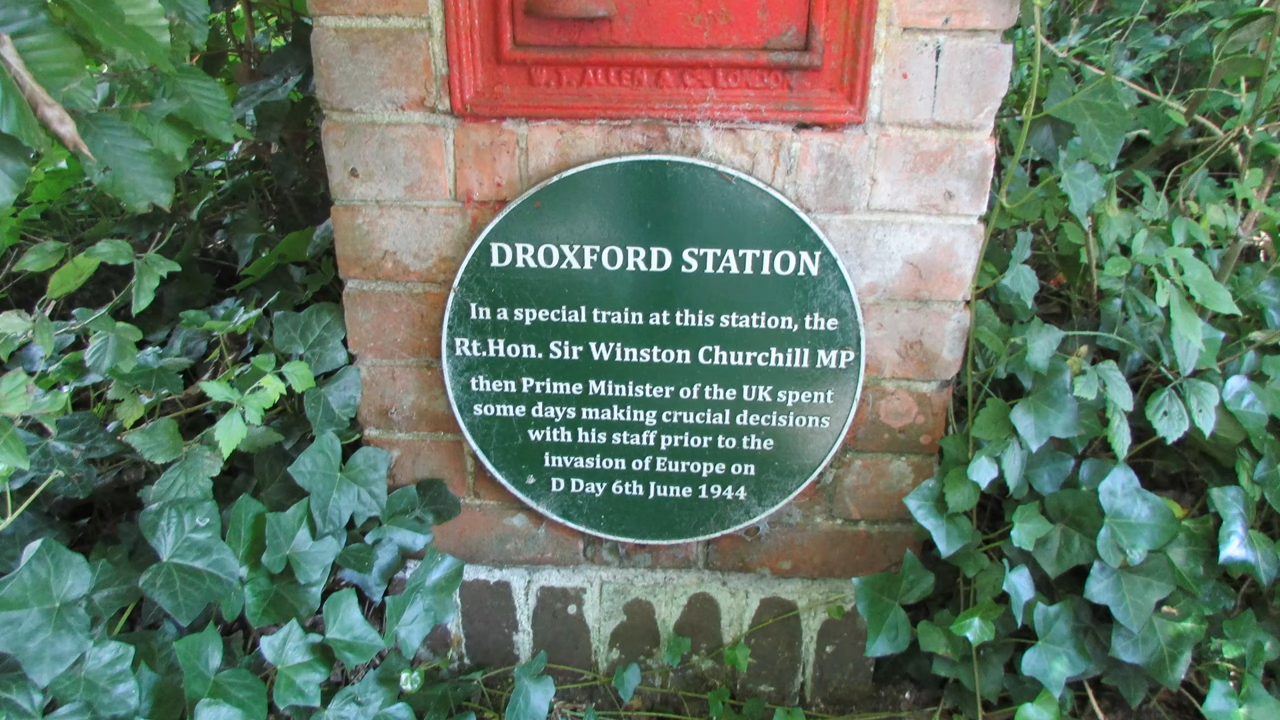 W.T. ALLEN & Co. LONDON
DROXFORD STATION
In a special train at this station, the
Rt.Hon. Sir Winston Churchill MP
then Prime Minister of the UK spent
some days making crucial decisions
with his staff prior to the
invasion of Europe on
D Day 6th June 1944